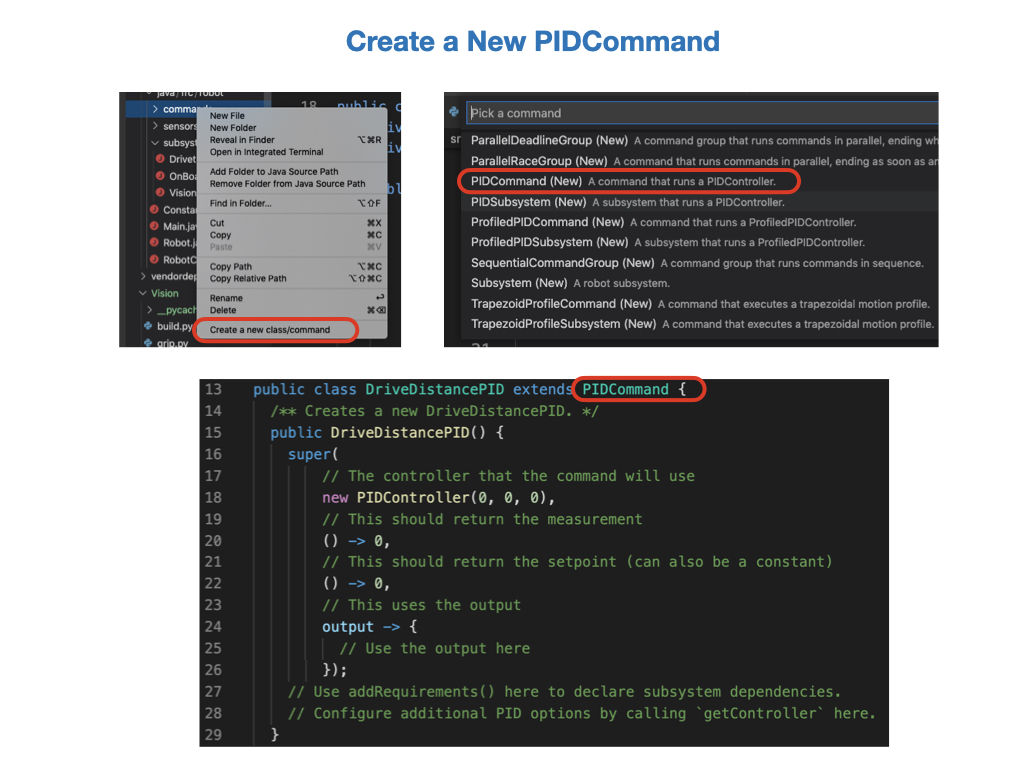 Create a New PIDCommand
java/frc/robot
commands
sensors
subsys
Drivet
OnBoa
Vision
Consta
Main.ja
Robot.j
RobotC
vendordep
Vision
__pycach
build.py
grip.py
18 public c
New File
New Folder
Reveal in Finder ⌥⌘R
Open in Integrated Terminal
Add Folder to Java Source Path
Remove Folder from Java Source Path
Find in Folder... ⌥⇧F
Cut ⌘X
Copy ⌘C
Paste ⌘V
Copy Path ⌥⌘C
Copy Relative Path ⌥⇧⌘C
Rename ⏎
Delete ⌘⌫
Create a new class/command
Pick a command
ParallelDeadlineGroup (New) A command group that runs commands in parallel, ending wh
ParallelRaceGroup (New) A command that runs commands in parallel, ending as soon as an
PIDCommand (New) A command that runs a PIDController.
PIDSubsystem (New) A subsystem that runs a PIDController.
ProfiledPIDCommand (New) A command that runs a ProfiledPIDController.
ProfiledPIDSubsystem (New) A subsystem that runs a ProfiledPIDController.
SequentialCommandGroup (New) A command group that runs commands in sequence.
Subsystem (New) A robot subsystem.
TrapezoidProfileCommand (New) A command that executes a trapezoidal motion profile.
TrapezoidProfileSubsystem (New) A command that executes a trapezoidal motion profile.
13 public class DriveDistancePID extends PIDCommand {
14 /** Creates a new DriveDistancePID. */
15 public DriveDistancePID() {
16 super(
17 // The controller that the command will use
18 new PIDController(0, 0, 0),
19 // This should return the measurement
20 () -> 0,
21 // This should return the setpoint (can also be a constant)
22 () -> 0,
23 // This uses the output
24 output -> {
25 // Use the output here
26 });
27 // Use addRequirements() here to declare subsystem dependencies.
28 // Configure additional PID options by calling `getController` here.
29 }